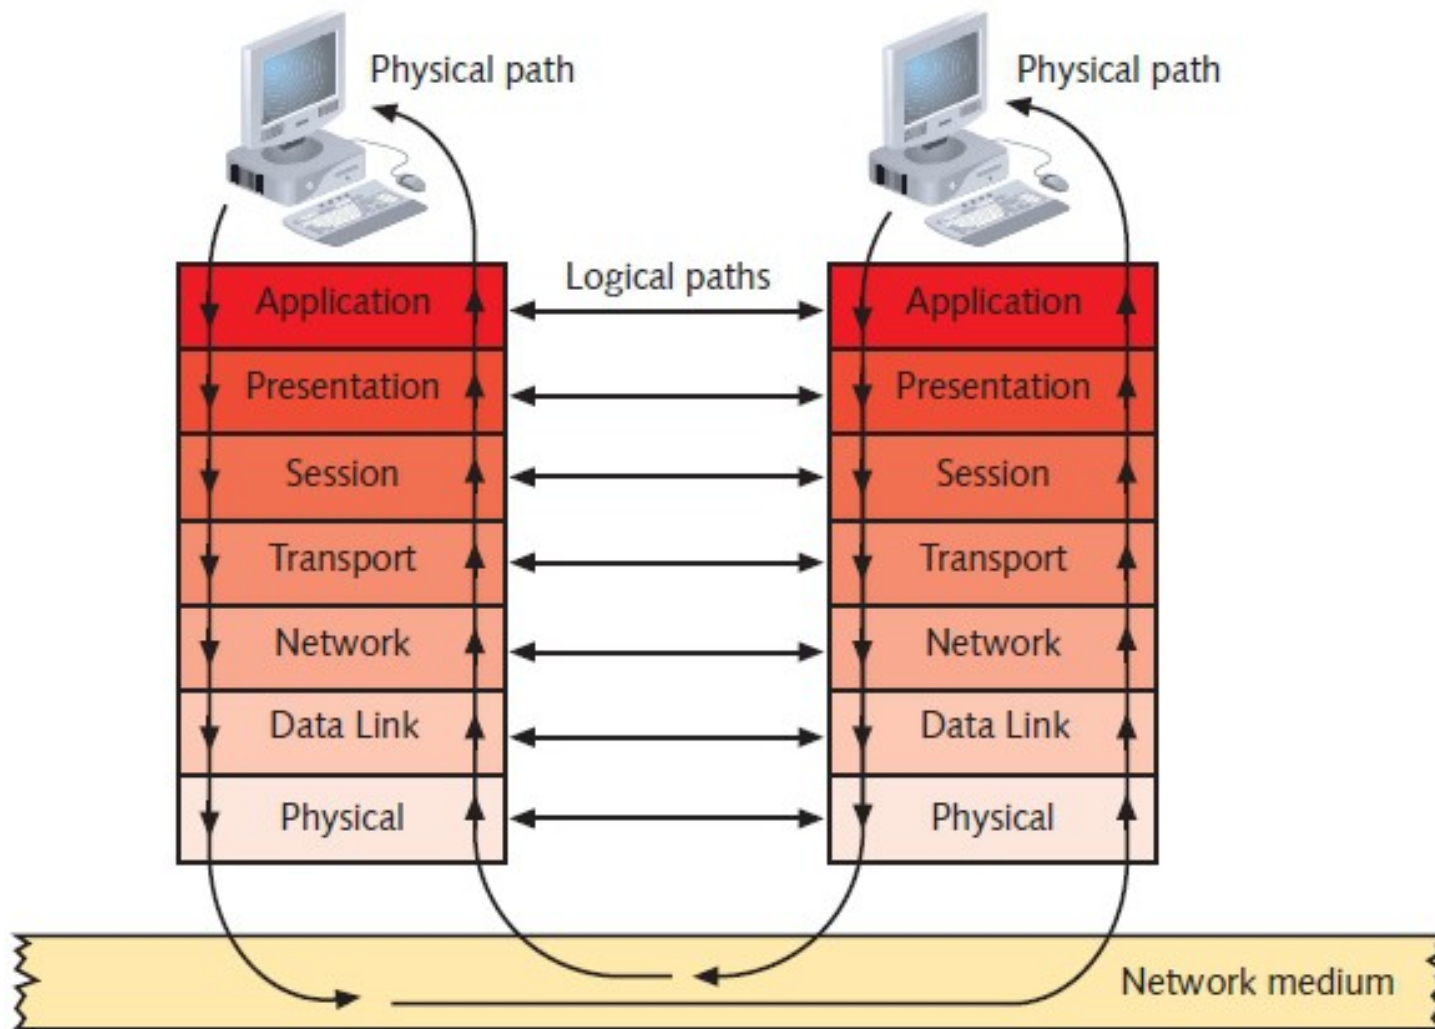 Physical path
Physical path
Logical paths
Application
Application
Presentation
Presentation
Session
Session
Transport
Transport
Network
Network
Data Link
Data Link
Physical
Physical
Network medium